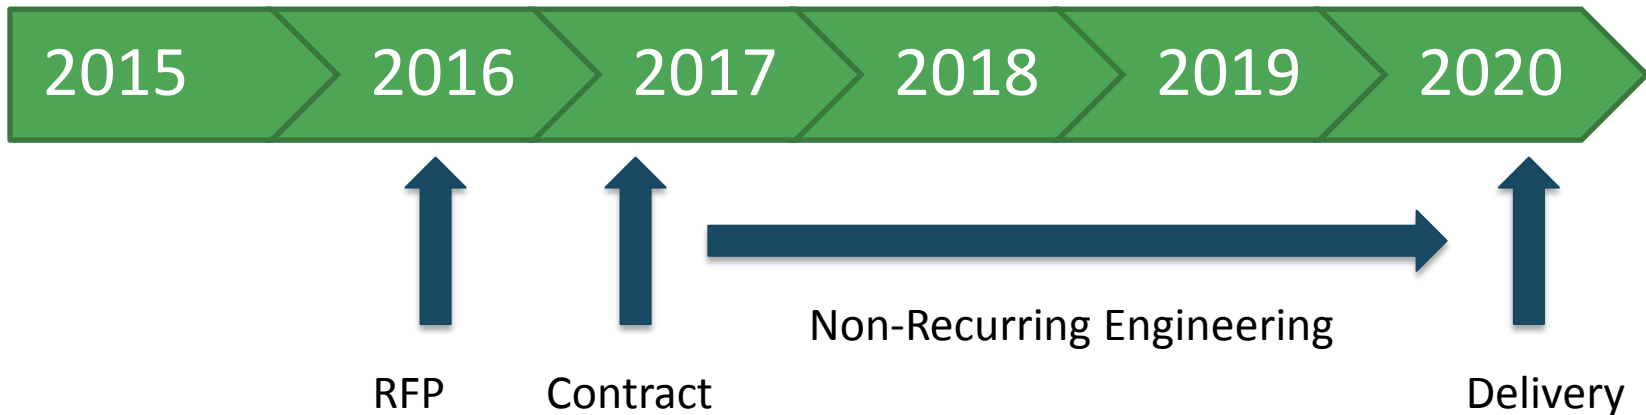 2015 2016 2017 2018 2019 2020
Non-Recurring Engineering
RFP Contract Delivery